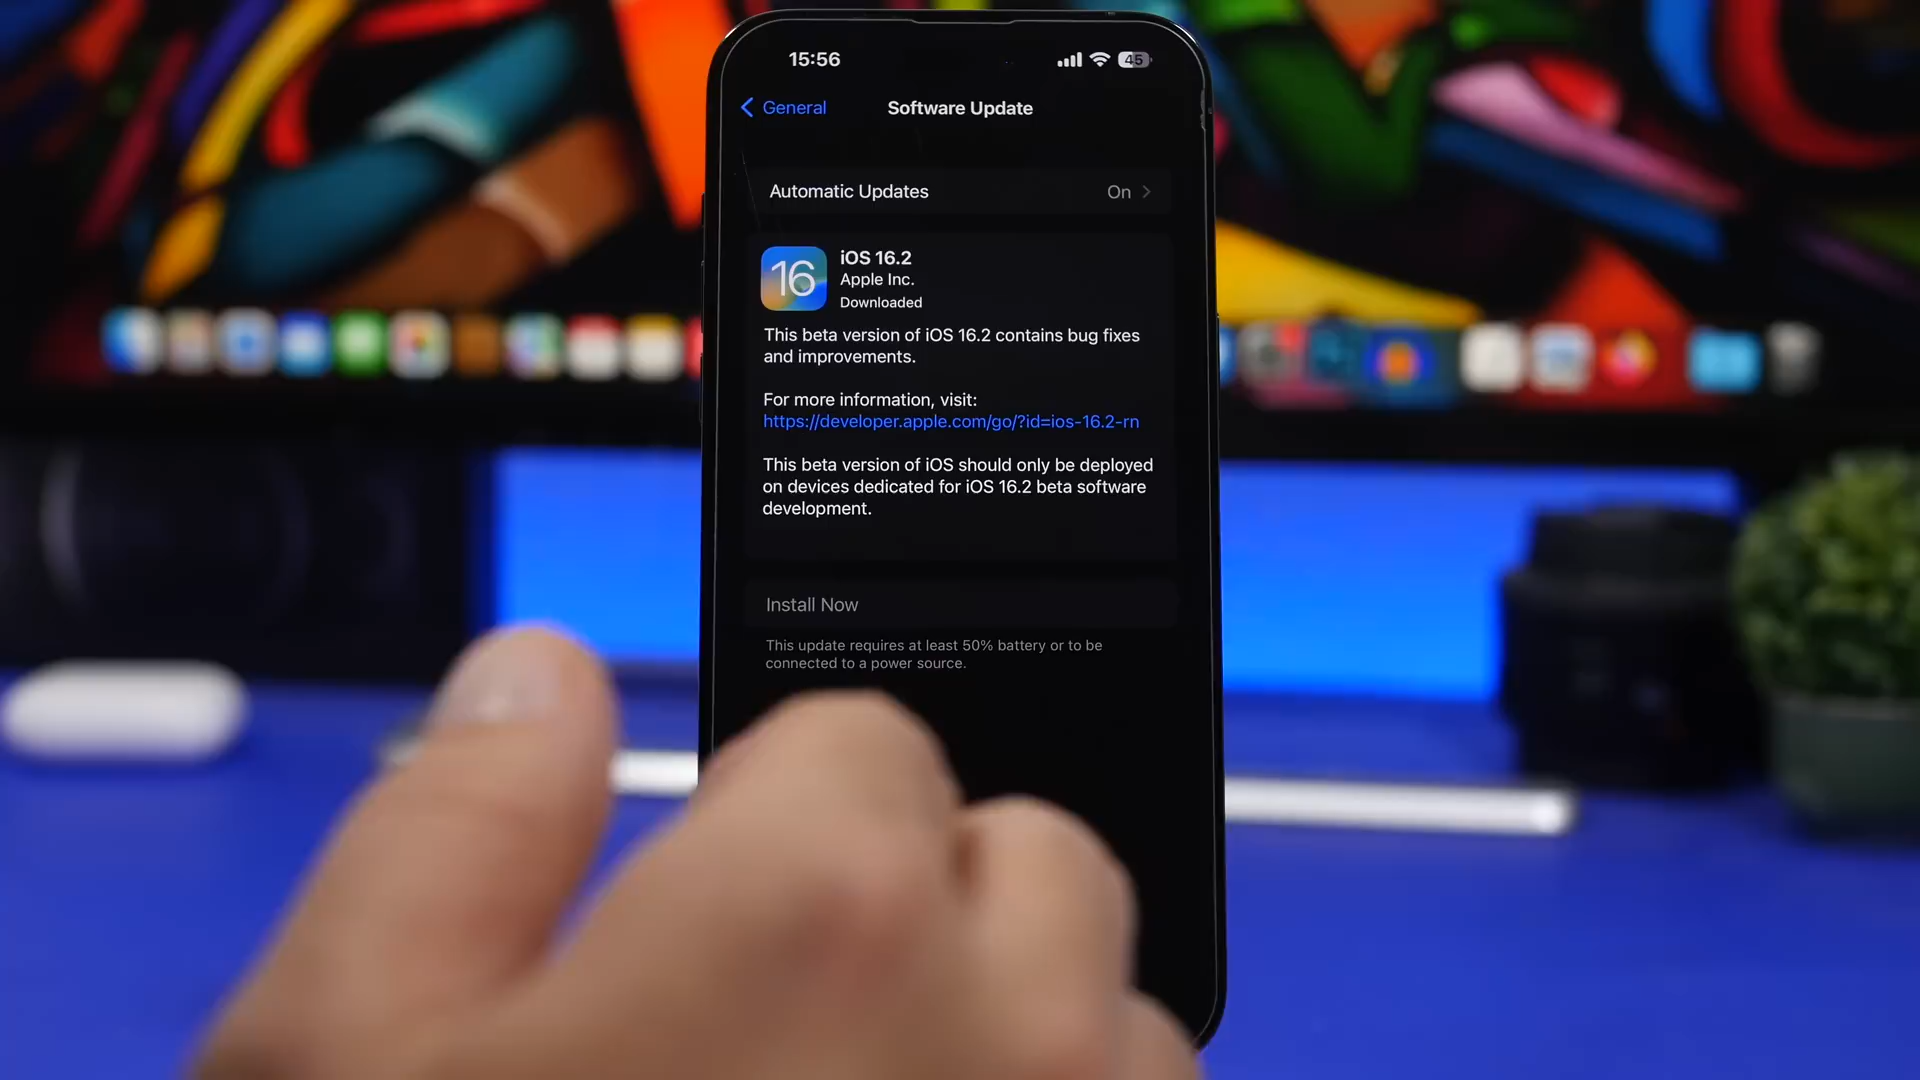 15:56
45
General
Software Update
Automatic Updates
On
16
iOS 16.2
Apple Inc.
Downloaded
This beta version of iOS 16.2 contains bug fixes
and improvements.
For more information, visit:
https://developer.apple.com/go/?id=ios-16.2-rn
This beta version of iOS should only be deployed
on devices dedicated for iOS 16.2 beta software
development.
Install Now
This update requires at least 50% battery or to be
connected to a power source.